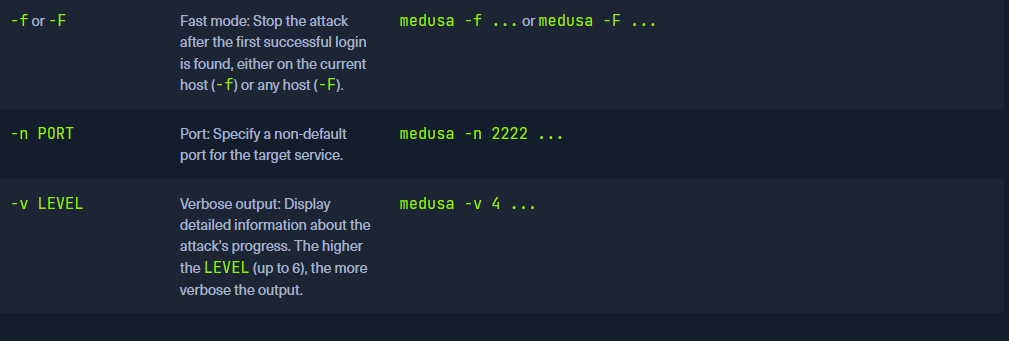 -f or -F Fast mode: Stop the attack medusa -f ... or medusa -F ...
after the first successful login
is found, either on the current
host (-f) or any host (-F).
-n PORT Port: Specify a non-default medusa -n 2222 ...
port for the target service.
-v LEVEL Verbose output: Display medusa -v 4 ...
detailed information about the
attack's progress. The higher
the LEVEL (up to 6), the more
verbose the output.